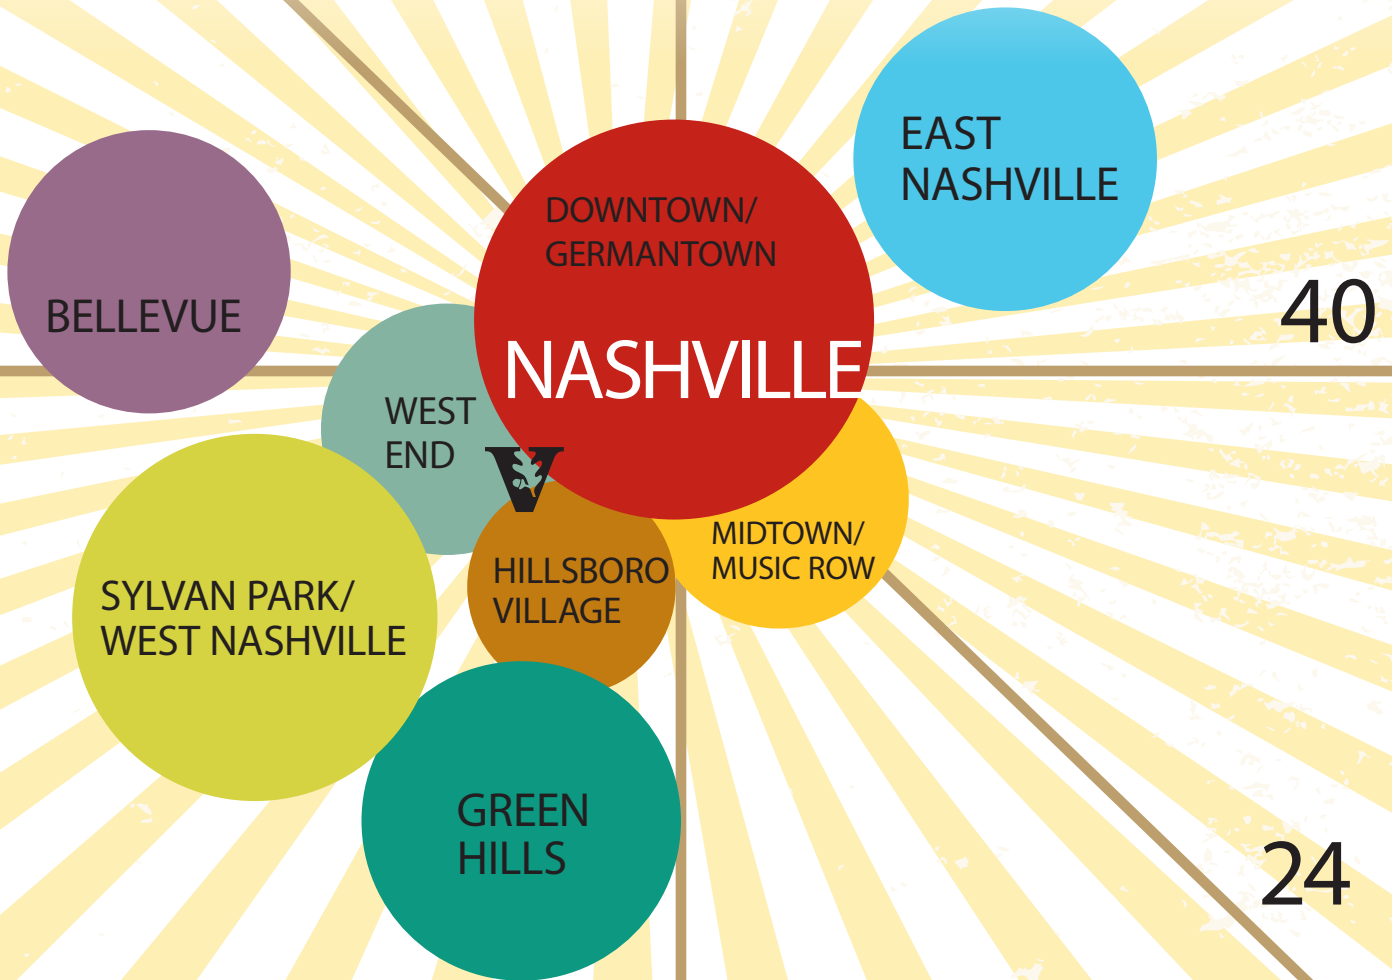 EAST
NASHVILLE
DOWNTOWN/
GERMANTOWN
BELLEVUE
40
NASHVILLE
WEST
END
V
MIDTOWN/
MUSIC ROW
HILLSBORO
VILLAGE
SYLVAN PARK/
WEST NASHVILLE
GREEN
HILLS
24